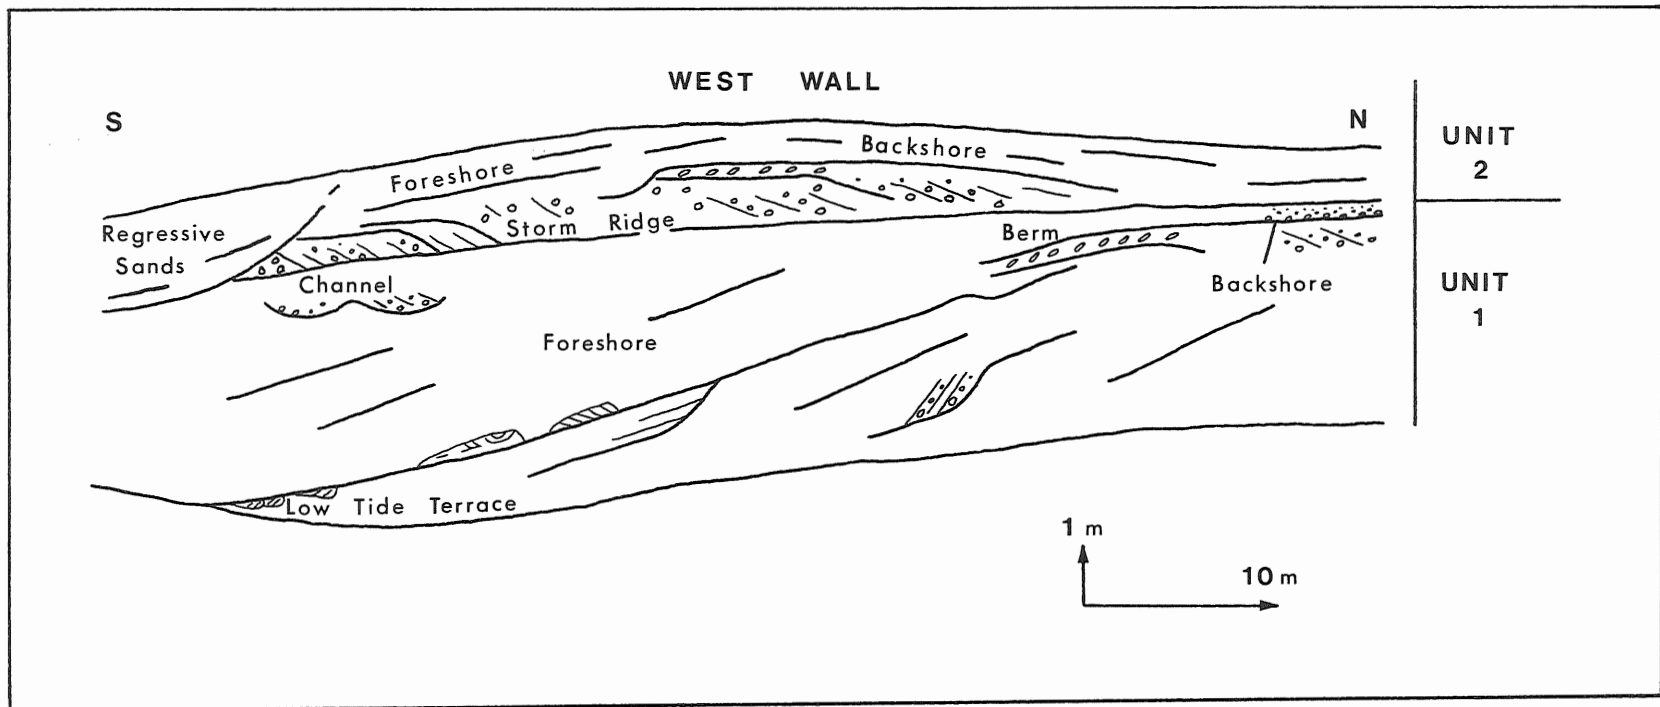 WEST WALL
S
N
UNIT
2
Backshore
Foreshore
Regressive
Sands
Storm Ridge
Berm
Channel
Backshore
UNIT
1
Foreshore
Low Tide Terrace
1 m
10 m